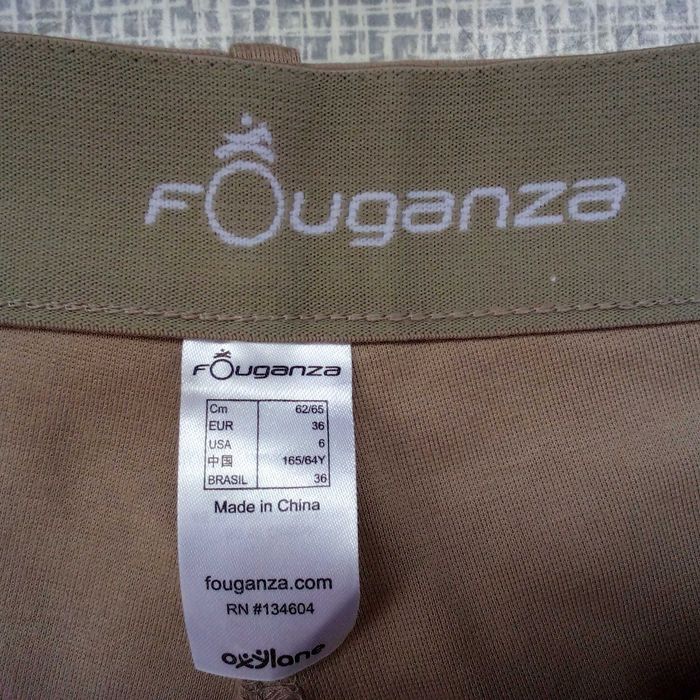 Fouganza
Fouganza
Cm 62/65
EUR 36
USA 6
中国 165/64Y
BRASIL 36
Made in China
fouganza.com
RN #134604
oxylane